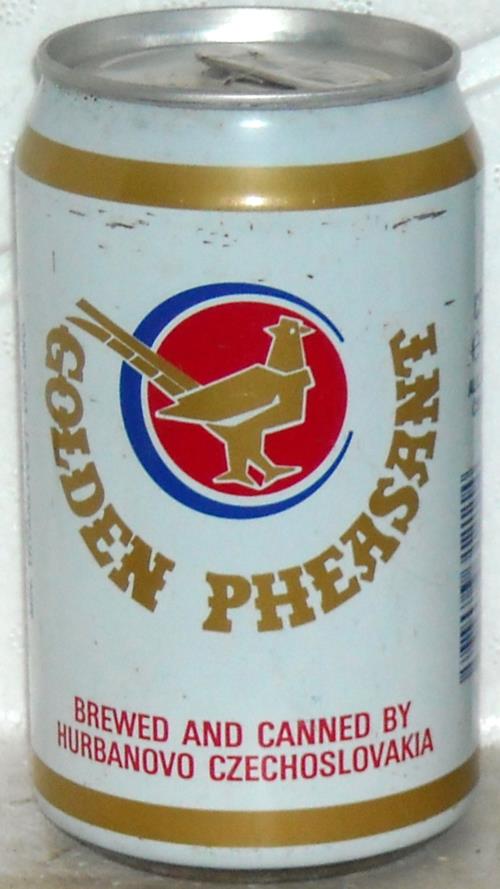 GOLDEN PHEASANT
BREWED AND CANNED BY
HURBANOVO CZECHOSLOVAKIA